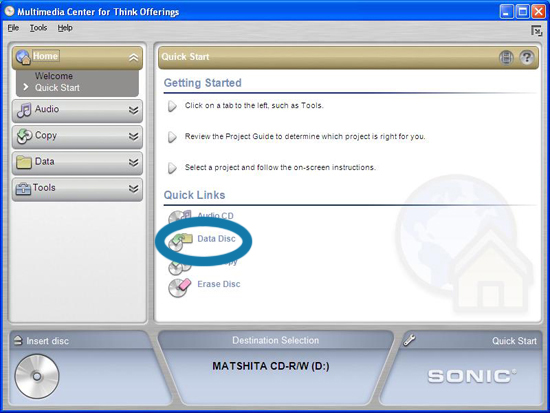 Multimedia Center for Think Offerings
File Tools Help
Home
Welcome
Quick Start
Audio
Copy
Data
Tools
Quick Start
Getting Started
Click on a tab to the left, such as Tools.
Review the Project Guide to determine which project is right for you.
Select a project and follow the on-screen instructions.
Quick Links
Audio CD
Data Disc
Erase Disc
Insert disc
Destination Selection
Quick Start
MATSHITA CD-R/W (D:)
SONIC